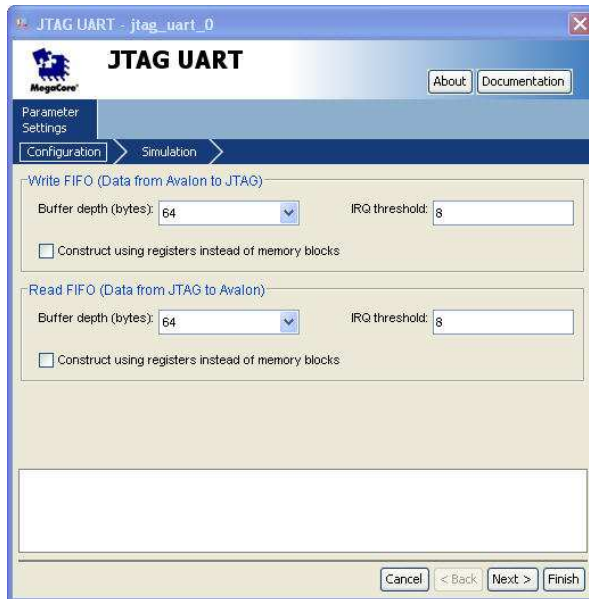 JTAG UART - jtag_uart_0
MegaCore'
JTAG UART
About Documentation
Parameter
Settings
Configuration Simulation
Write FIFO (Data from Avalon to JTAG)
Buffer depth (bytes): 64 IRQ threshold: 8
Construct using registers instead of memory blocks
Read FIFO (Data from JTAG to Avalon)
Buffer depth (bytes): 64 IRQ threshold: 8
Construct using registers instead of memory blocks
Cancel < Back Next > Finish